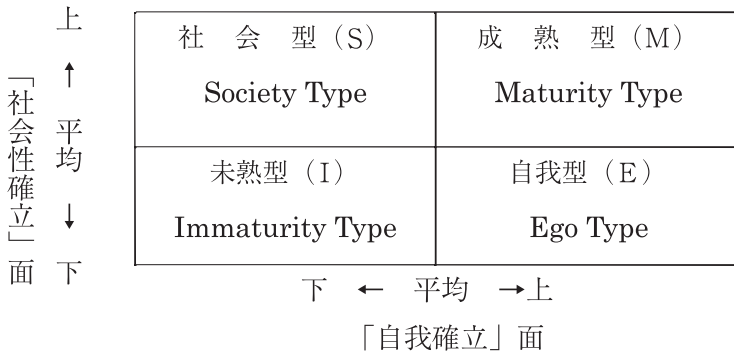 上 ↑ 平均 ↓ 下
「社会性確立」面
社　会　型（S）
Society Type
成　熟　型（M）
Maturity Type
未熟型（I）
Immaturity Type
自我型（E）
Ego Type
下 ← 平均 →上
「自我確立」面